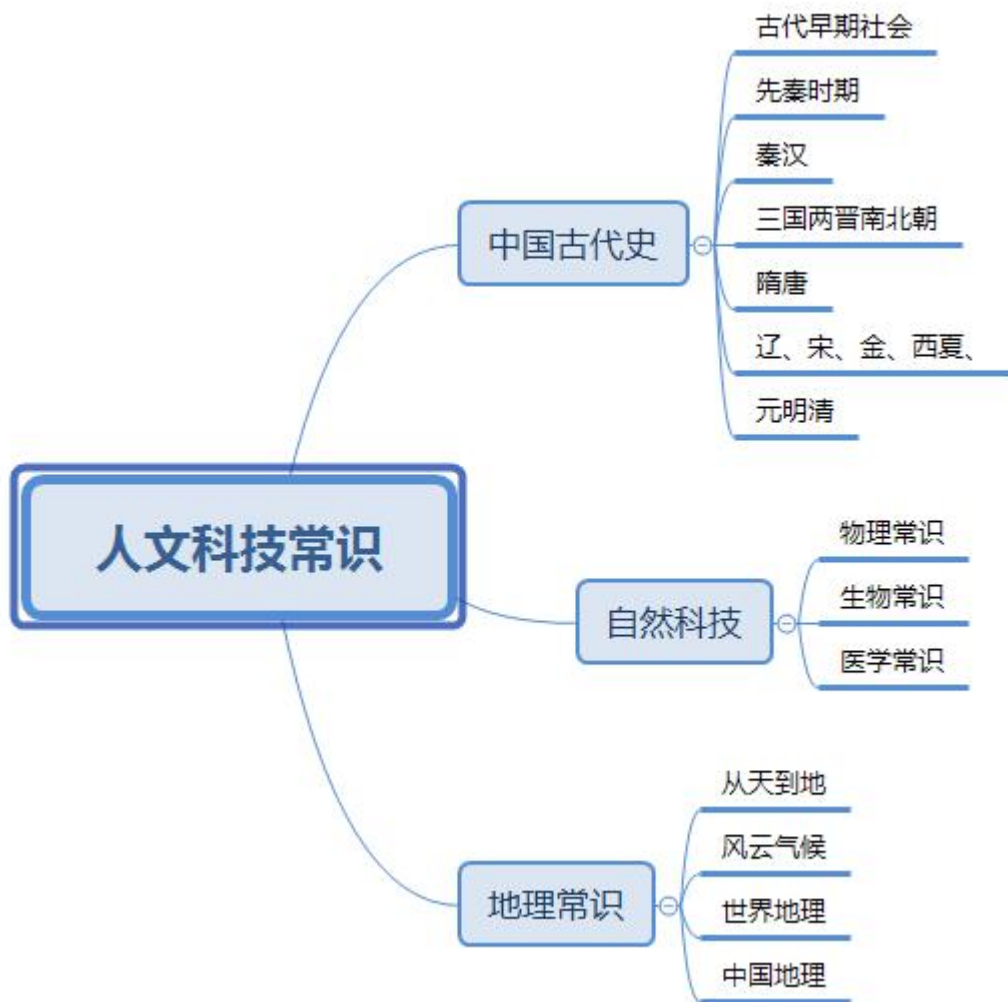 人文科技常识
中国古代史
古代早期社会
先秦时期
秦汉
三国两晋南北朝
隋唐
辽、宋、金、西夏、
元明清
自然科技
物理常识
生物常识
医学常识
地理常识
从天到地
风云气候
世界地理
中国地理